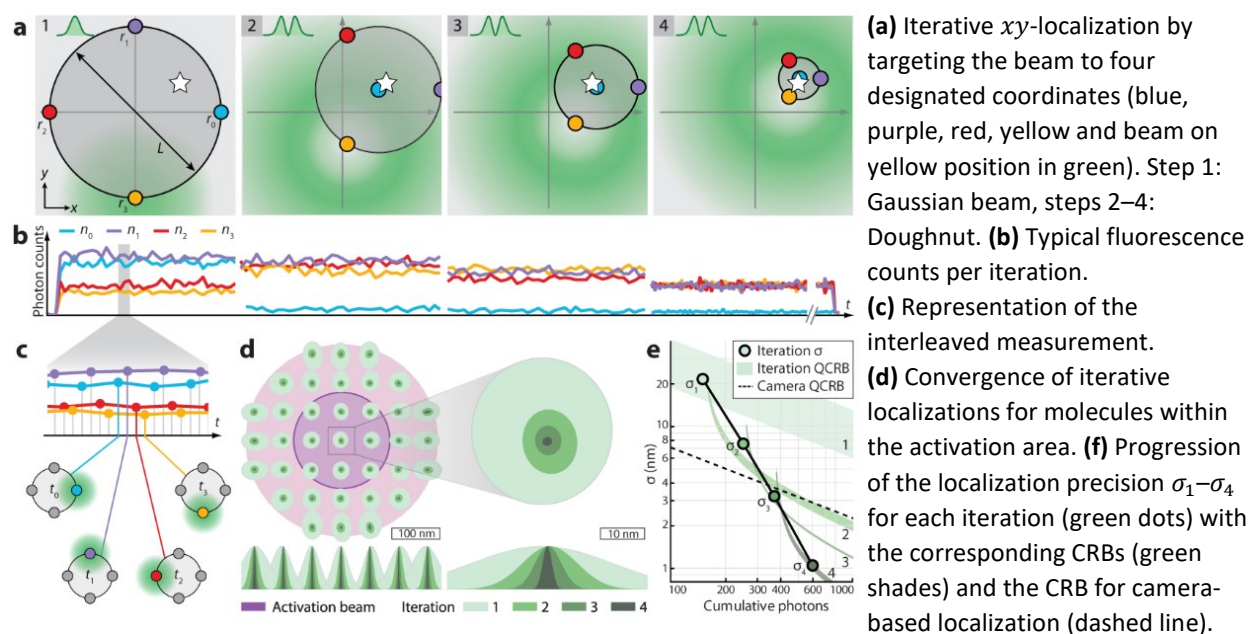 a
1
2
3
4
r₁
r₂
r₀
r₃
L
y
x
b
n₀ n₁ n₂ n₃
Photon counts
t
c
t
t₀
t₃
t₁
t₂
d
100 nm
10 nm
Activation beam Iteration 1 2 3 4
e
Iteration σ
Iteration QCRB
Camera QCRB
σ₁
σ₂
σ₃
σ₄
1
2
3
4
σ (nm)
20
10
8
6
4
3
2
1
100 200 300 400 600 1000
Cumulative photons
(a) Iterative 𝑥𝑦-localization by
targeting the beam to four
designated coordinates (blue,
purple, red, yellow and beam on
yellow position in green). Step 1:
Gaussian beam, steps 2–4:
Doughnut. (b) Typical fluorescence
counts per iteration.
(c) Representation of the
interleaved measurement.
(d) Convergence of iterative
localizations for molecules within
the activation area. (f) Progression
of the localization precision 𝜎₁–𝜎₄
for each iteration (green dots) with
the corresponding CRBs (green
shades) and the CRB for camera-
based localization (dashed line).